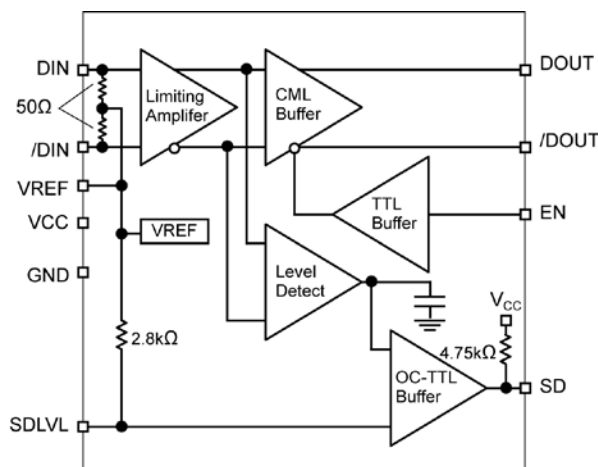 DIN
50Ω
/DIN
VREF
VCC
GND
SDLVL
Limiting
Amplifer
CML
Buffer
TTL
Buffer
VREF
Level
Detect
2.8kΩ
OC-TTL
Buffer
VCC
4.75kΩ
DOUT
/DOUT
EN
SD